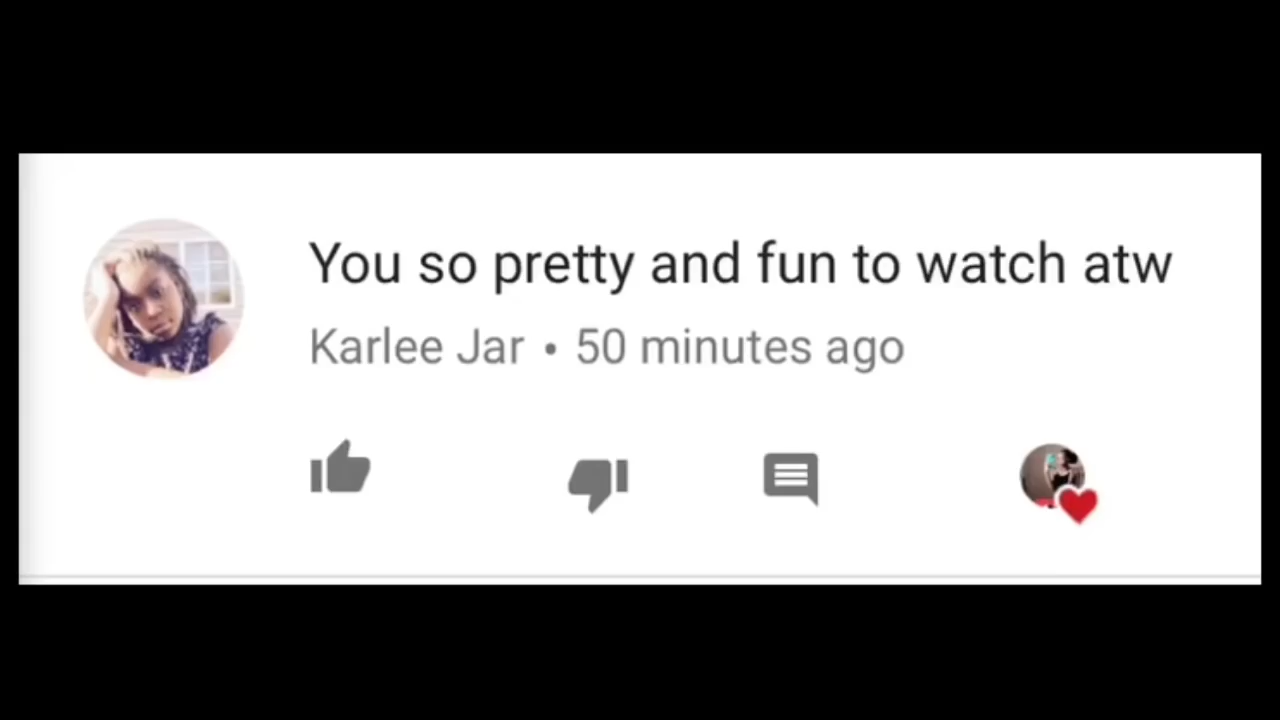 You so pretty and fun to watch atw
Karlee Jar • 50 minutes ago